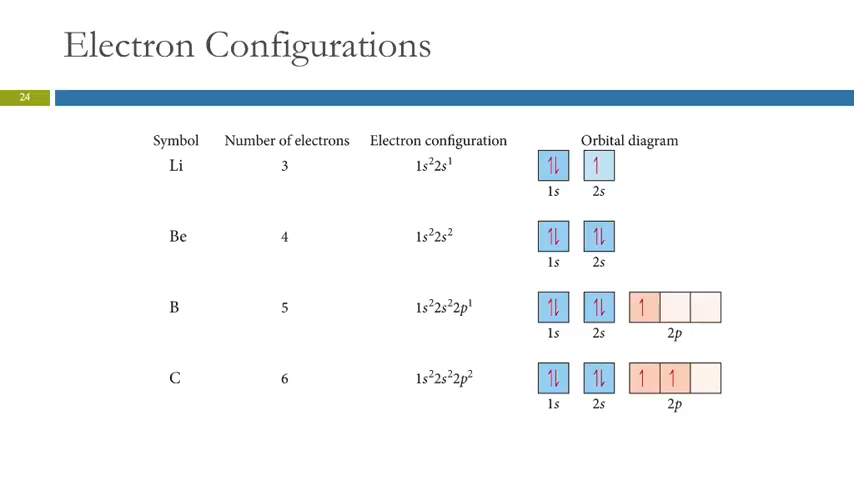 Electron Configurations
24
Symbol Number of electrons Electron configuration Orbital diagram
Li 3 1s²2s¹ ↿⇂ ↿
1s 2s
Be 4 1s²2s² ↿⇂ ↿⇂
1s 2s
B 5 1s²2s²2p¹ ↿⇂ ↿⇂ ↿
1s 2s 2p
C 6 1s²2s²2p² ↿⇂ ↿⇂ ↿ ↿
1s 2s 2p